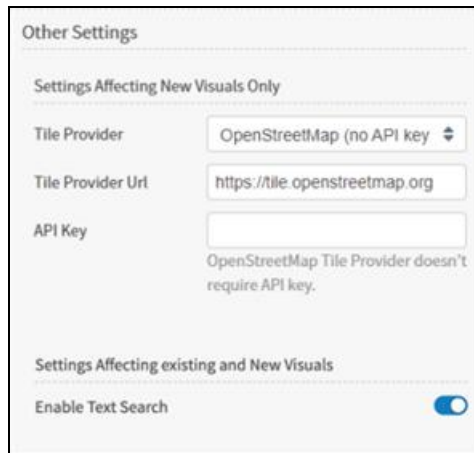 Other Settings
Settings Affecting New Visuals Only
Tile Provider
OpenStreetMap (no API key
Tile Provider Url
https://tile.openstreetmap.org
API Key
OpenStreetMap Tile Provider doesn't
require API key.
Settings Affecting existing and New Visuals
Enable Text Search